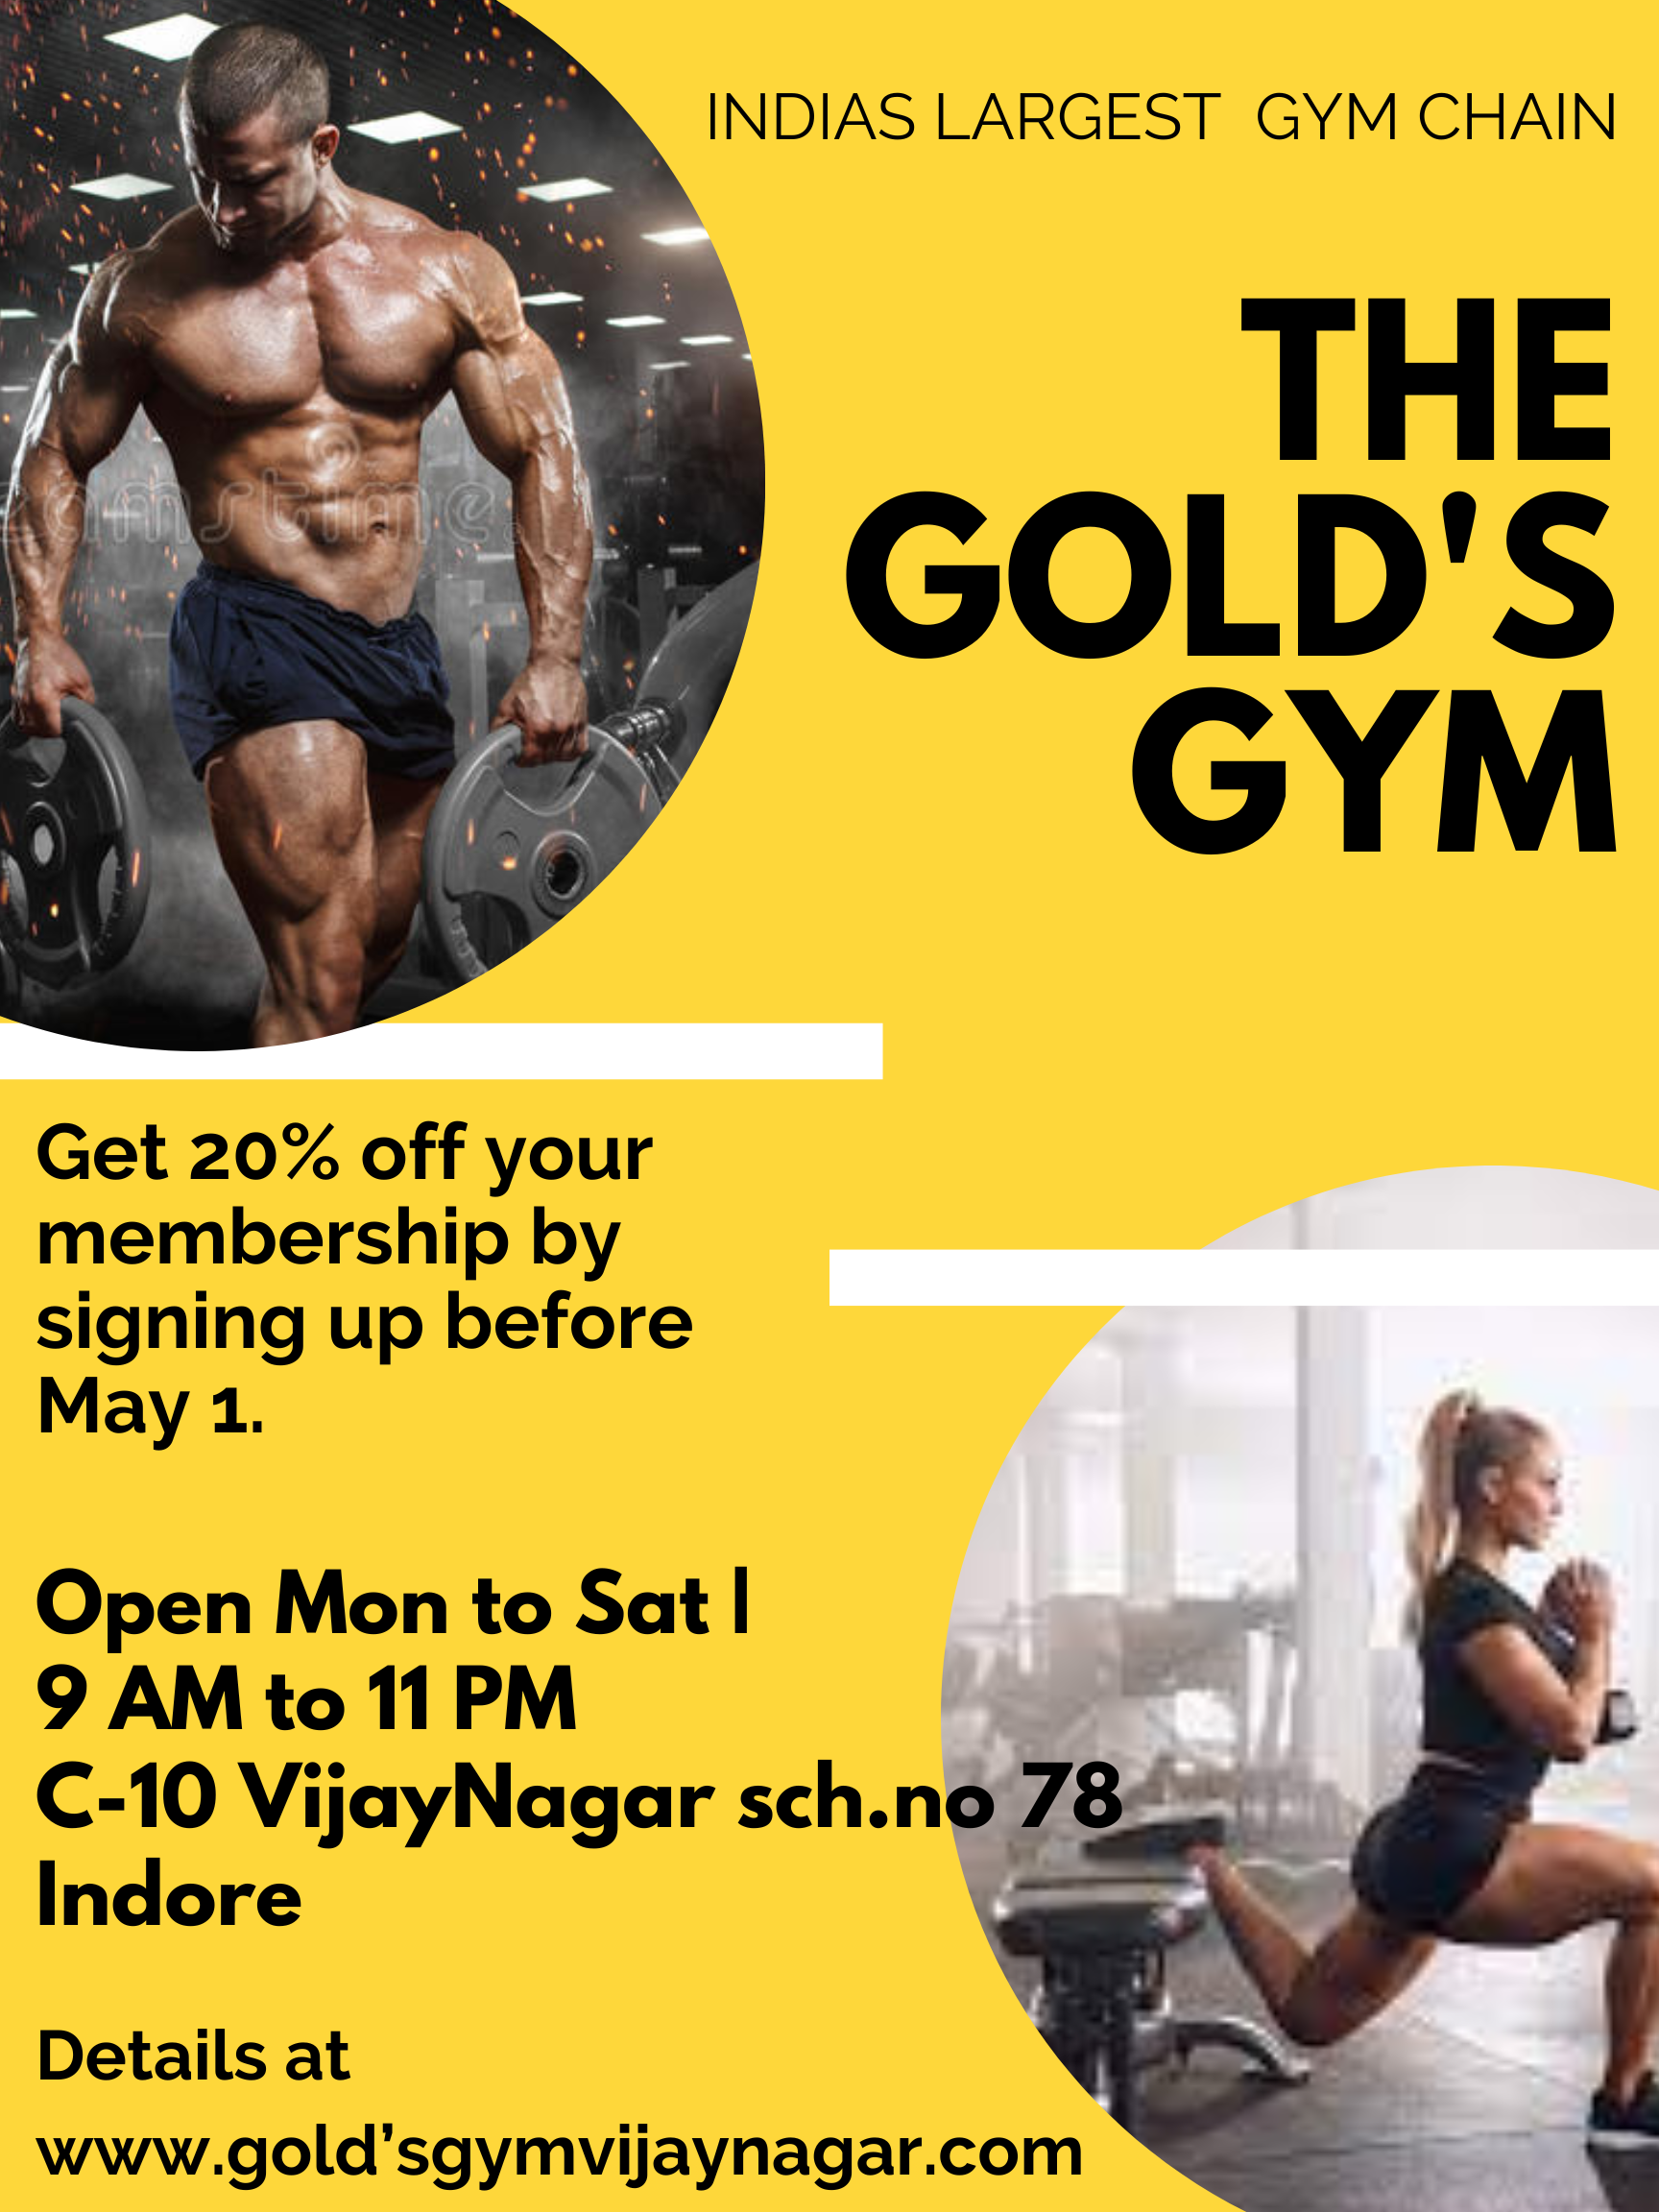 INDIAS LARGEST GYM CHAIN
THE
GOLD'S
GYM
Get 20% off your
membership by
signing up before
May 1.
Open Mon to Sat |
9 AM to 11 PM
C-10 VijayNagar sch.no 78
Indore
Details at
www.gold’sgymvijaynagar.com